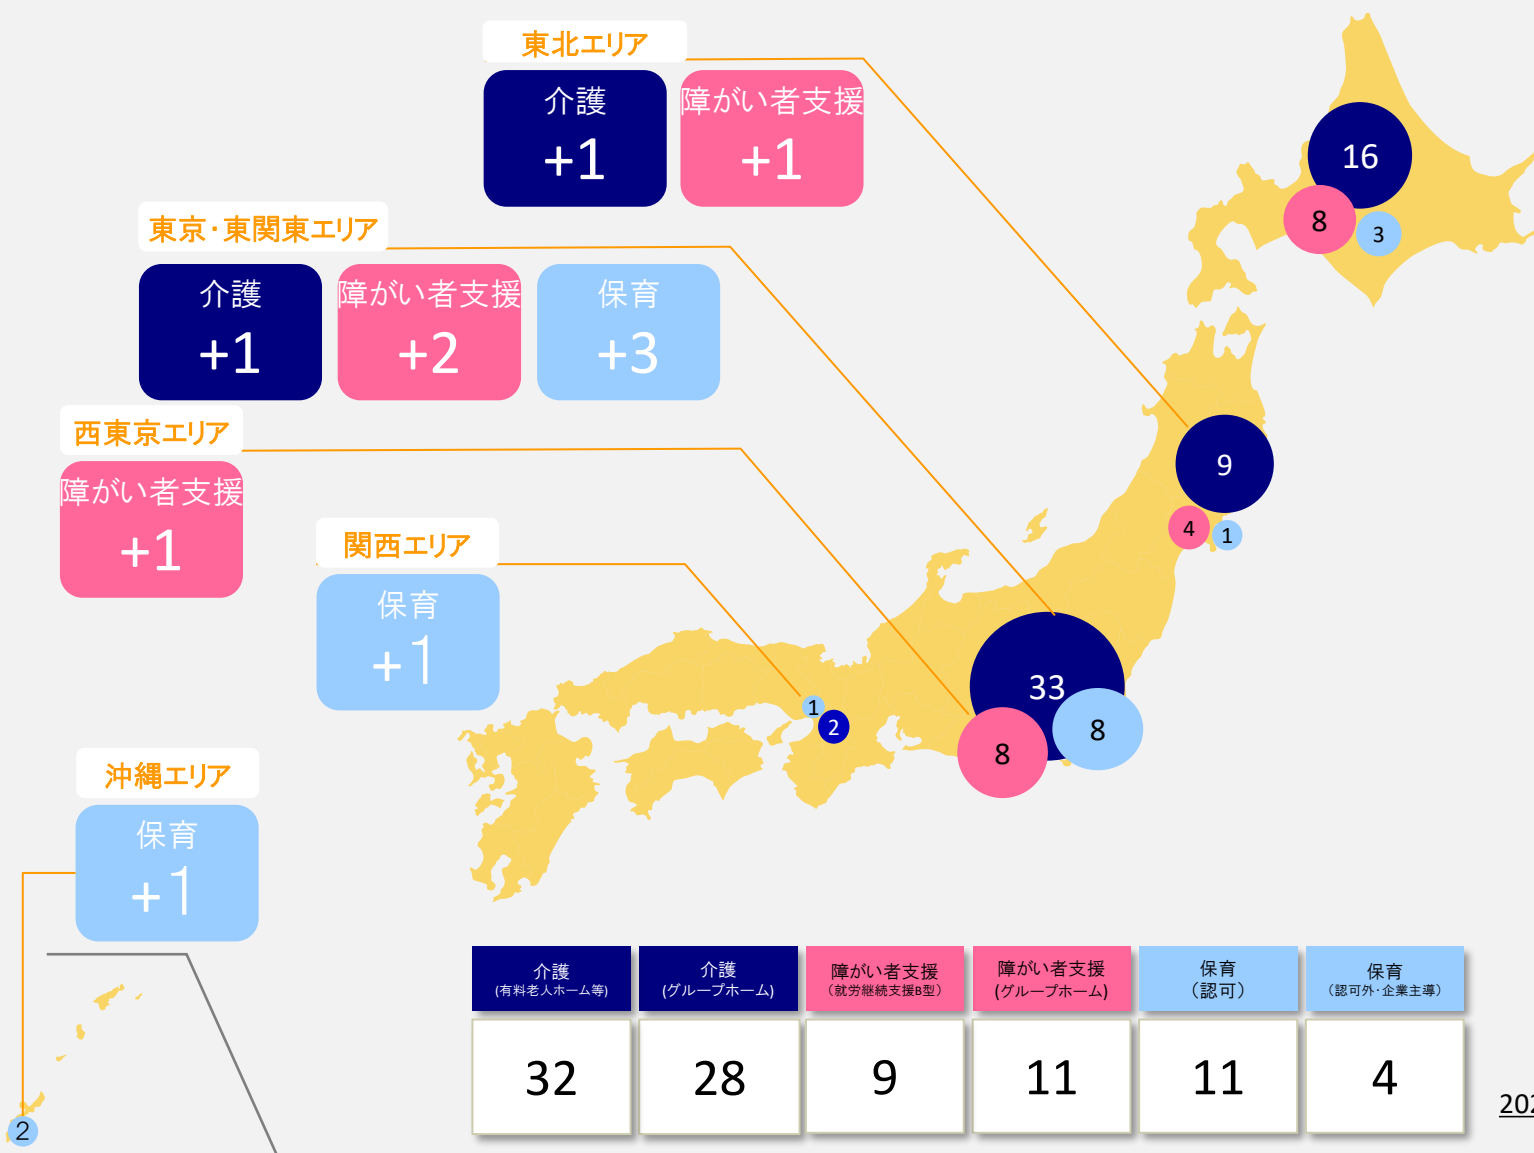 東北エリア
介護
+1
障がい者支援
+1
東京・東関東エリア
介護
+1
障がい者支援
+2
保育
+3
西東京エリア
障がい者支援
+1
関西エリア
保育
+1
沖縄エリア
保育
+1
16
8
3
9
4
1
33
8
8
1
2
2
介護
(有料老人ホーム等)
32
介護
(グループホーム)
28
障がい者支援
(就労継続支援B型)
9
障がい者支援
(グループホーム)
11
保育
(認可)
11
保育
(認可外・企業主導)
4